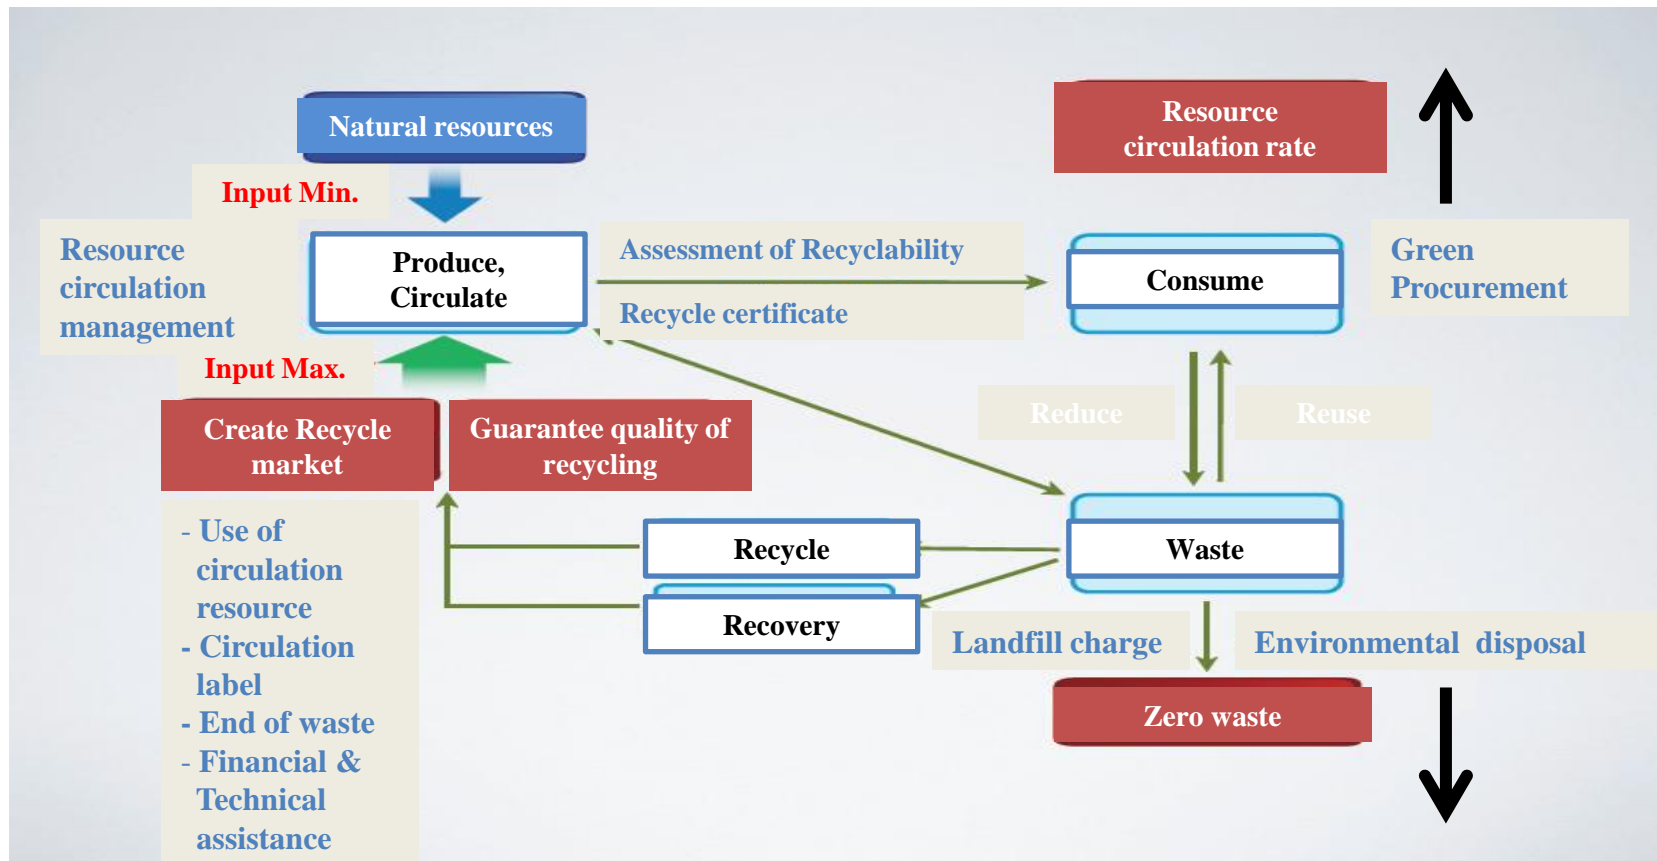 Natural resources
Resource
circulation rate
Input Min.
Resource
circulation
management
Produce,
Circulate
Assessment of Recyclability
Recycle certificate
Consume
Green
Procurement
Input Max.
Create Recycle
market
Guarantee quality of
recycling
Reduce
Reuse
- Use of
circulation
resource
- Circulation
label
- End of waste
- Financial &
Technical
assistance
Recycle
Recovery
Waste
Landfill charge
Environmental disposal
Zero waste